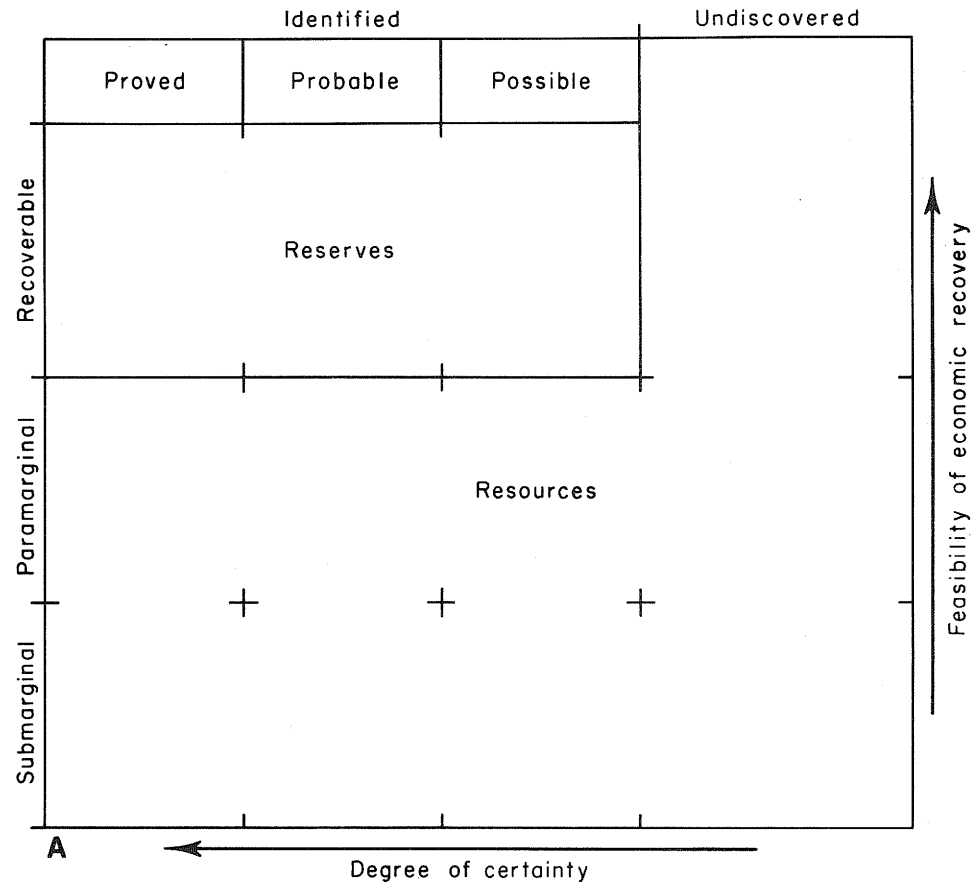 Identified
Undiscovered
Proved
Probable
Possible
Recoverable
Reserves
Paramarginal
Resources
Submarginal
Feasibility of economic recovery
A
Degree of certainty